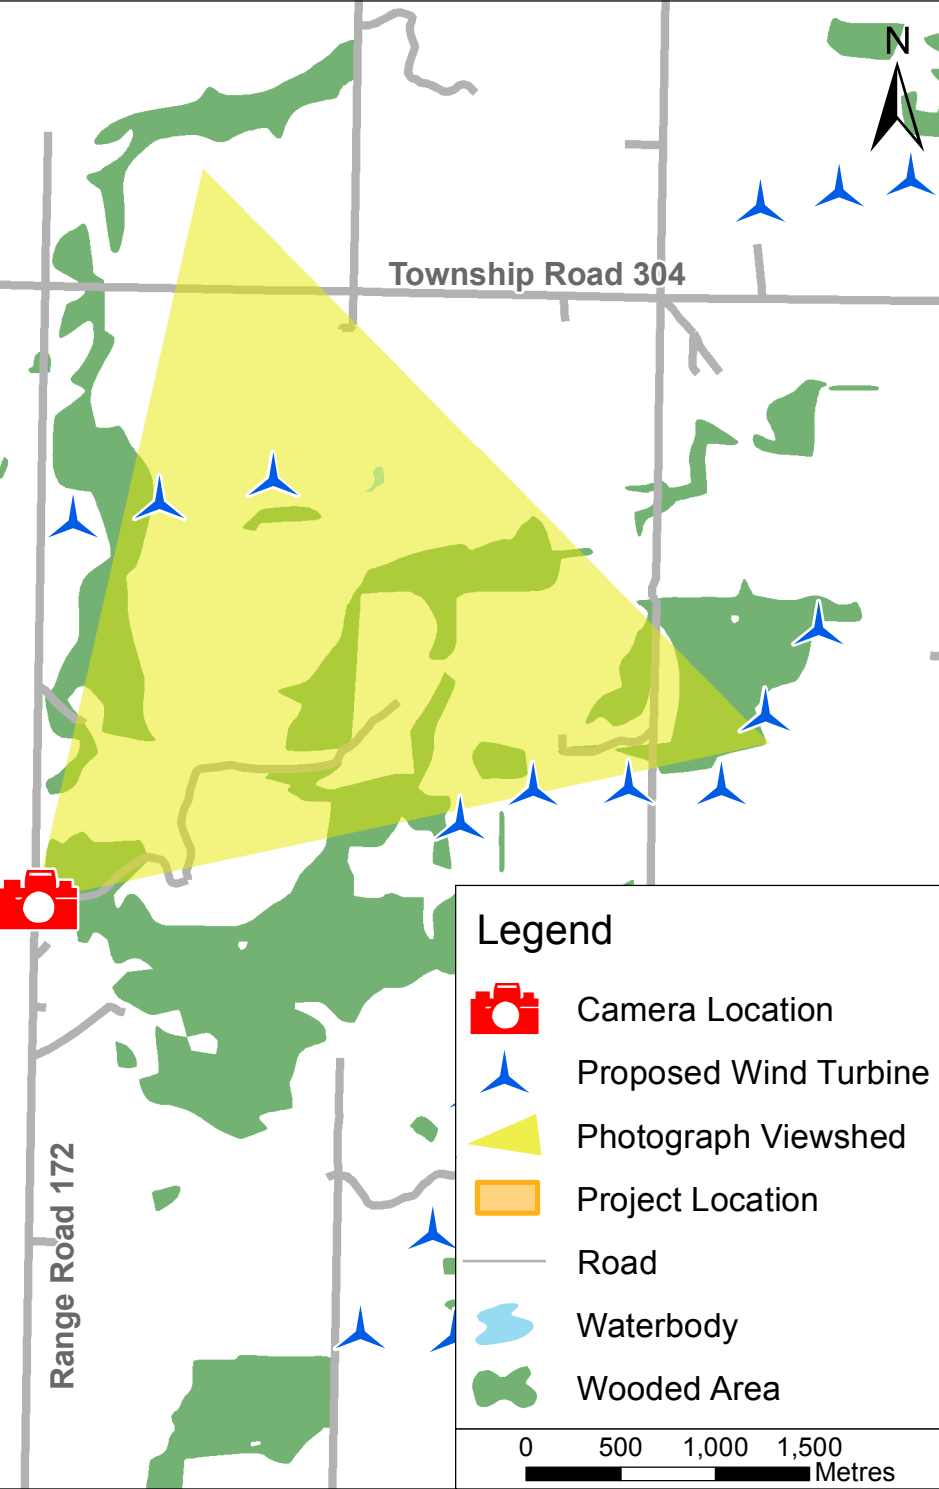 N
Township Road 304
Range Road 172
Legend
Camera Location
Proposed Wind Turbine
Photograph Viewshed
Project Location
Road
Waterbody
Wooded Area
0 500 1,000 1,500
Metres